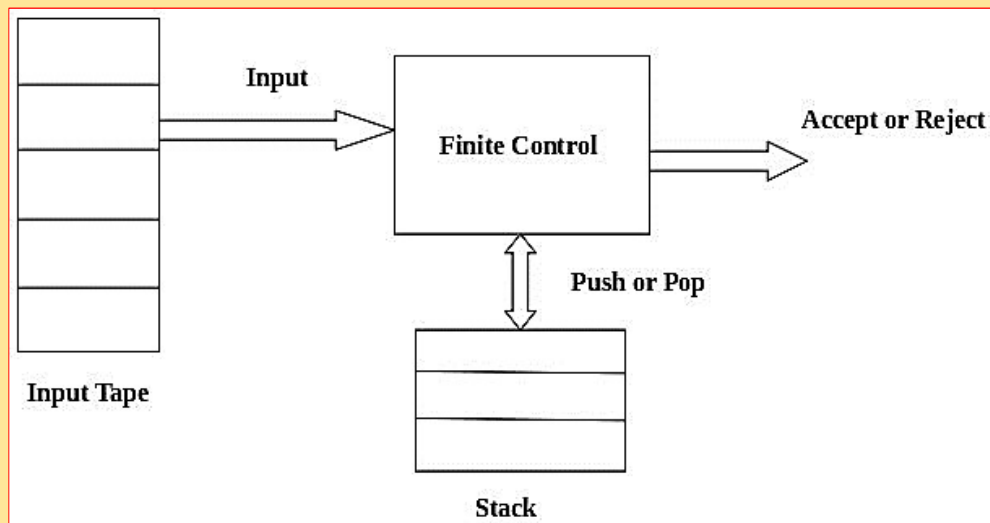 Input
Accept or Reject
Finite Control
Push or Pop
Input Tape
Stack